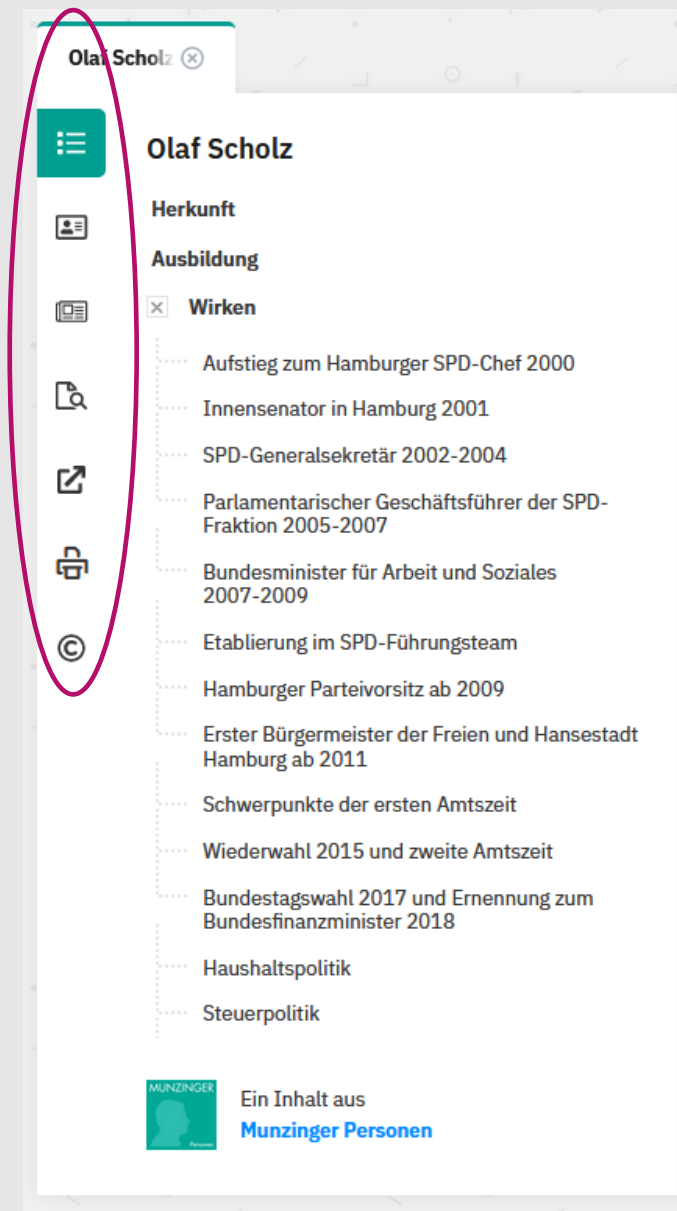 Olaf Scholz
Olaf Scholz
Herkunft
Ausbildung
Wirken
Aufstieg zum Hamburger SPD-Chef 2000
Innensenator in Hamburg 2001
SPD-Generalsekretär 2002-2004
Parlamentarischer Geschäftsführer der SPD-
Fraktion 2005-2007
Bundesminister für Arbeit und Soziales
2007-2009
Etablierung im SPD-Führungsteam
Hamburger Parteivorsitz ab 2009
Erster Bürgermeister der Freien und Hansestadt
Hamburg ab 2011
Schwerpunkte der ersten Amtszeit
Wiederwahl 2015 und zweite Amtszeit
Bundestagswahl 2017 und Ernennung zum
Bundesfinanzminister 2018
Haushaltspolitik
Steuerpolitik
MUNZINGER
Personen
Ein Inhalt aus
Munzinger Personen